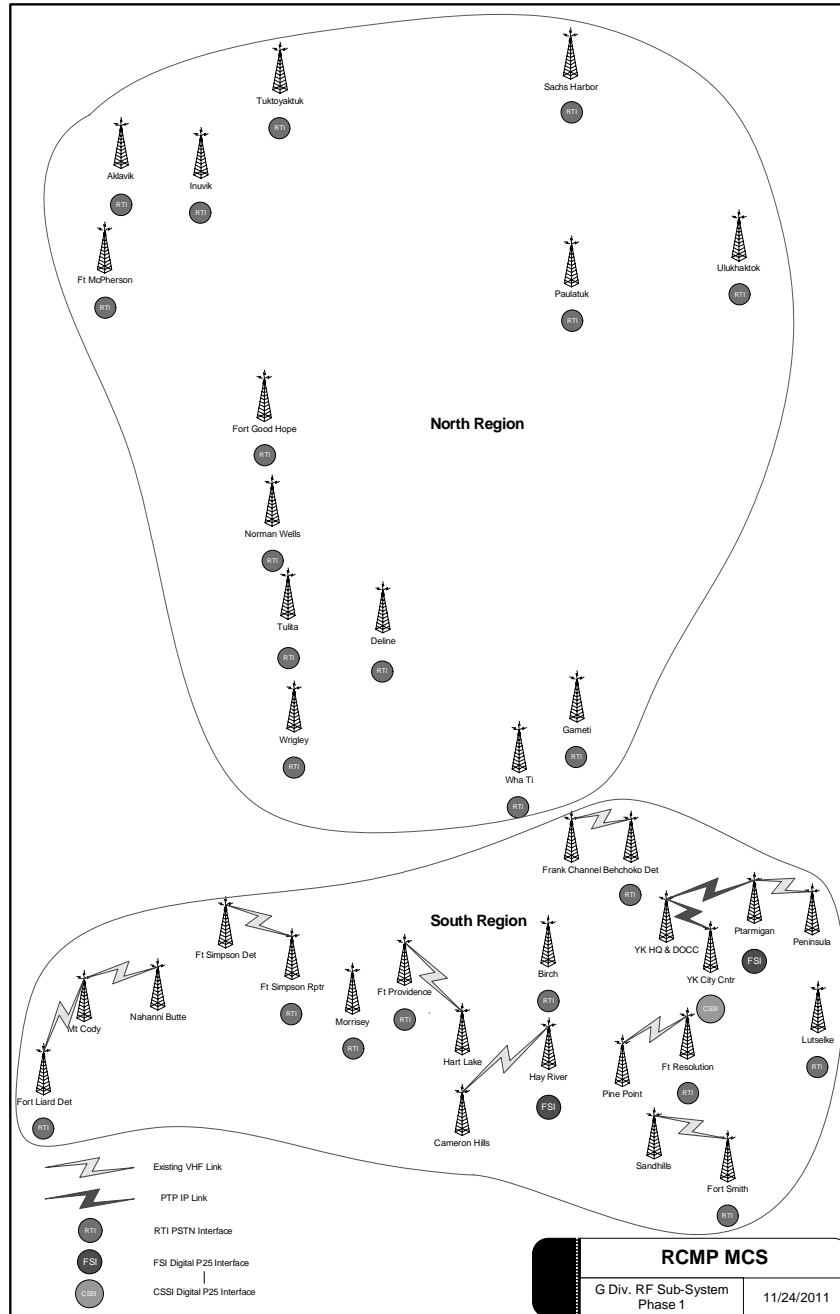 Tuktoyaktuk
RTI
Sachs Harbor
RTI
Aklavik
RTI
Inuvik
RTI
Ft McPherson
RTI
Paulatuk
RTI
Ulukhaktok
RTI
North Region
Fort Good Hope
RTI
Norman Wells
RTI
Tulita
RTI
Deline
RTI
Wrigley
RTI
Gameti
RTI
Wha Ti
RTI
South Region
Frank Channel
Behchoko Det
RTI
Ft Simpson Det
Ft Simpson Rptr
RTI
Mt Cody
Nahanni Butte
Fort Liard Det
RTI
Morrisey
RTI
Ft Providence
RTI
Hart Lake
Birch
RTI
Hay River
FSI
Cameron Hills
YK HQ & DOCC
YK City Cntr
CSSI
Ptarmigan
FSI
Peninsula
Lutselke
RTI
Pine Point
Ft Resolution
RTI
Sandhills
Fort Smith
RTI
Existing VHF Link
PTP IP Link
RTI
RTI PSTN Interface
FSI
FSI Digital P25 Interface
CSSI
CSSI Digital P25 Interface
RCMP MCS
G Div. RF Sub-System
Phase 1
11/24/2011